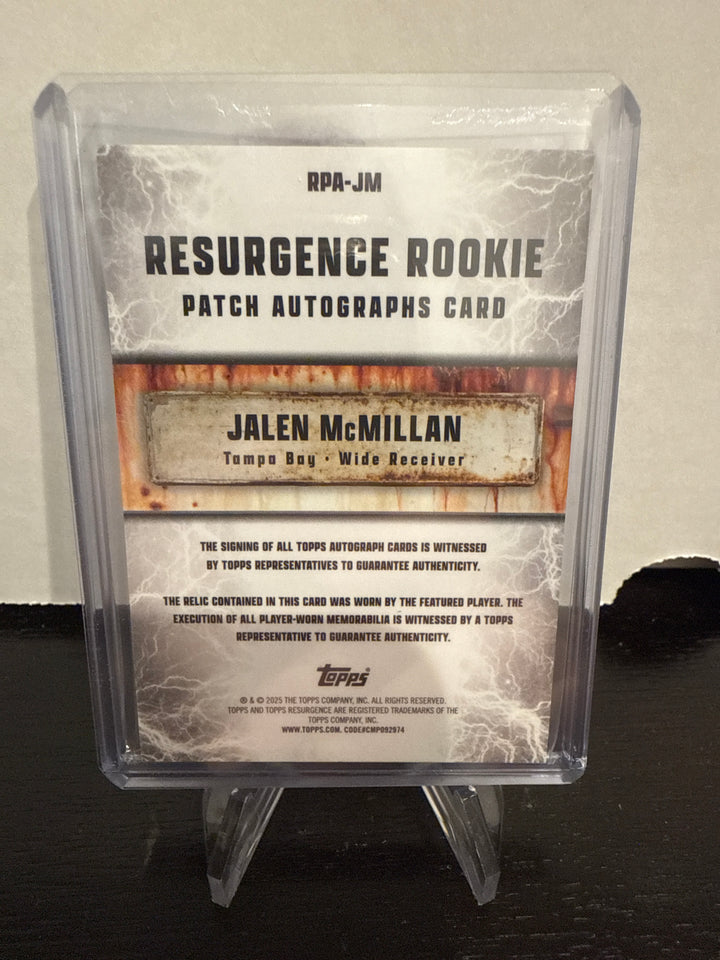 RPA-JM
RESURGENCE ROOKIE
PATCH AUTOGRAPHS CARD
JALEN McMILLAN
Tampa Bay • Wide Receiver
THE SIGNING OF ALL TOPPS AUTOGRAPH CARDS IS WITNESSED
BY TOPPS REPRESENTATIVES TO GUARANTEE AUTHENTICITY.
THE RELIC CONTAINED IN THIS CARD WAS WORN BY THE FEATURED PLAYER. THE
EXECUTION OF ALL PLAYER-WORN MEMORABILIA IS WITNESSED BY A TOPPS
REPRESENTATIVE TO GUARANTEE AUTHENTICITY.
Topps®
® & © 2025 THE TOPPS COMPANY, INC. ALL RIGHTS RESERVED.
TOPPS AND TOPPS RESURGENCE ARE REGISTERED TRADEMARKS OF THE
TOPPS COMPANY, INC.
WWW.TOPPS.COM. CODE#CMP092974